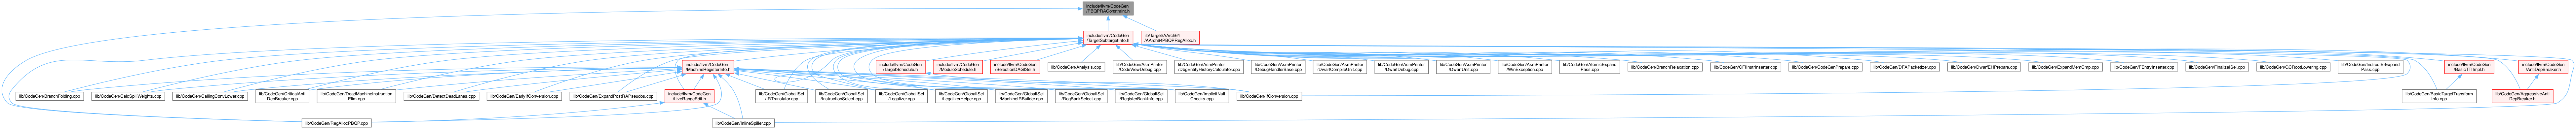 include/llvm/CodeGen
/PBQPRAConstraint.h
include/llvm/CodeGen
/TargetSubtargetInfo.h
lib/Target/AArch64
/AArch64PBQPRegAlloc.h
include/llvm/CodeGen
/MachineRegisterInfo.h
include/llvm/CodeGen
/TargetSchedule.h
include/llvm/CodeGen
/ModuloSchedule.h
include/llvm/CodeGen
/SelectionDAGISel.h
lib/CodeGen/Analysis.cpp
lib/CodeGen/AsmPrinter
/CodeViewDebug.cpp
lib/CodeGen/AsmPrinter
/DbgEntityHistoryCalculator.cpp
lib/CodeGen/AsmPrinter
/DebugHandlerBase.cpp
lib/CodeGen/AsmPrinter
/DwarfCompileUnit.cpp
lib/CodeGen/AsmPrinter
/DwarfDebug.cpp
lib/CodeGen/AsmPrinter
/DwarfUnit.cpp
lib/CodeGen/AsmPrinter
/WinException.cpp
lib/CodeGen/AtomicExpand
Pass.cpp
lib/CodeGen/BranchRelaxation.cpp
lib/CodeGen/CFIInstrInserter.cpp
lib/CodeGen/CodeGenPrepare.cpp
lib/CodeGen/DFAPacketizer.cpp
lib/CodeGen/DwarfEHPrepare.cpp
lib/CodeGen/ExpandMemCmp.cpp
lib/CodeGen/FEntryInserter.cpp
lib/CodeGen/FinalizeISel.cpp
lib/CodeGen/GCRootLowering.cpp
lib/CodeGen/IndirectBrExpand
Pass.cpp
include/llvm/CodeGen
/BasicTTIImpl.h
include/llvm/CodeGen
/AntiDepBreaker.h
lib/CodeGen/BranchFolding.cpp
lib/CodeGen/CalcSpillWeights.cpp
lib/CodeGen/CallingConvLower.cpp
lib/CodeGen/CriticalAnti
DepBreaker.cpp
lib/CodeGen/DeadMachineInstruction
Elim.cpp
lib/CodeGen/DetectDeadLanes.cpp
lib/CodeGen/EarlyIfConversion.cpp
lib/CodeGen/ExpandPostRAPseudos.cpp
include/llvm/CodeGen
/LiveRangeEdit.h
lib/CodeGen/GlobalISel
/IRTranslator.cpp
lib/CodeGen/GlobalISel
/InstructionSelect.cpp
lib/CodeGen/GlobalISel
/Legalizer.cpp
lib/CodeGen/GlobalISel
/LegalizerHelper.cpp
lib/CodeGen/GlobalISel
/MachineIRBuilder.cpp
lib/CodeGen/GlobalISel
/RegBankSelect.cpp
lib/CodeGen/GlobalISel
/RegisterBankInfo.cpp
lib/CodeGen/ImplicitNull
Checks.cpp
lib/CodeGen/IfConversion.cpp
lib/CodeGen/BasicTargetTransform
Info.cpp
lib/CodeGen/AggressiveAnti
DepBreaker.h
lib/CodeGen/RegAllocPBQP.cpp
lib/CodeGen/InlineSpiller.cpp